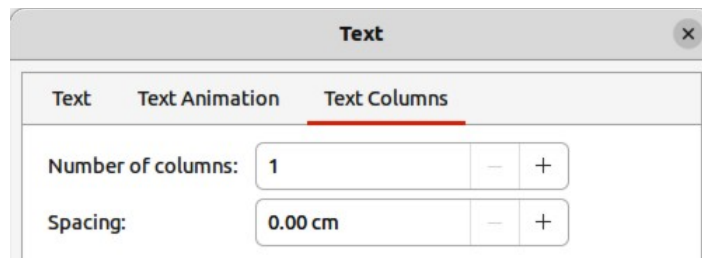 Text
Text Text Animation Text Columns
Number of columns: 1
Spacing: 0.00 cm